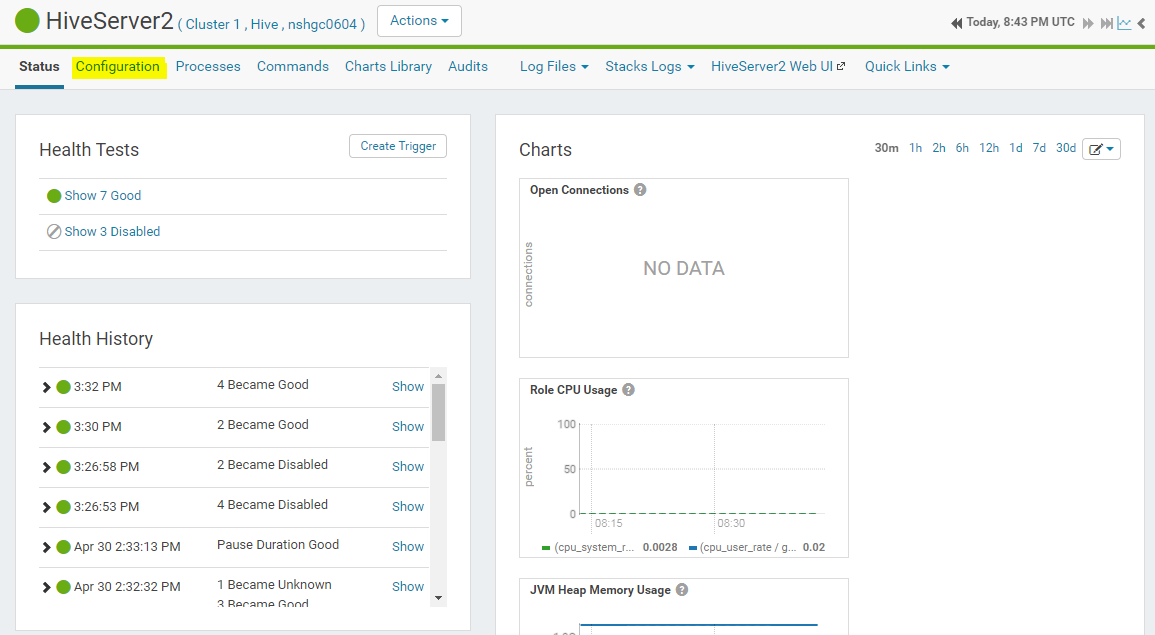 HiveServer2 ( Cluster 1 , Hive , nshgc0604 ) Actions Today, 8:43 PM UTC
Status Configuration Processes Commands Charts Library Audits Log Files Stacks Logs HiveServer2 Web UI Quick Links
Health Tests Create Trigger
Show 7 Good
Show 3 Disabled
Health History
3:32 PM 4 Became Good Show
3:30 PM 2 Became Good Show
3:26:58 PM 2 Became Disabled Show
3:26:53 PM 4 Became Disabled Show
Apr 30 2:33:13 PM Pause Duration Good Show
Apr 30 2:32:32 PM 1 Became Unknown Show
3 Became Good
Charts 30m 1h 2h 6h 12h 1d 7d 30d
Open Connections ?
connections
NO DATA
Role CPU Usage ?
percent
100
50
0
08:15 08:30
(cpu_system_r... 0.0028 (cpu_user_rate / g... 0.02
JVM Heap Memory Usage ?